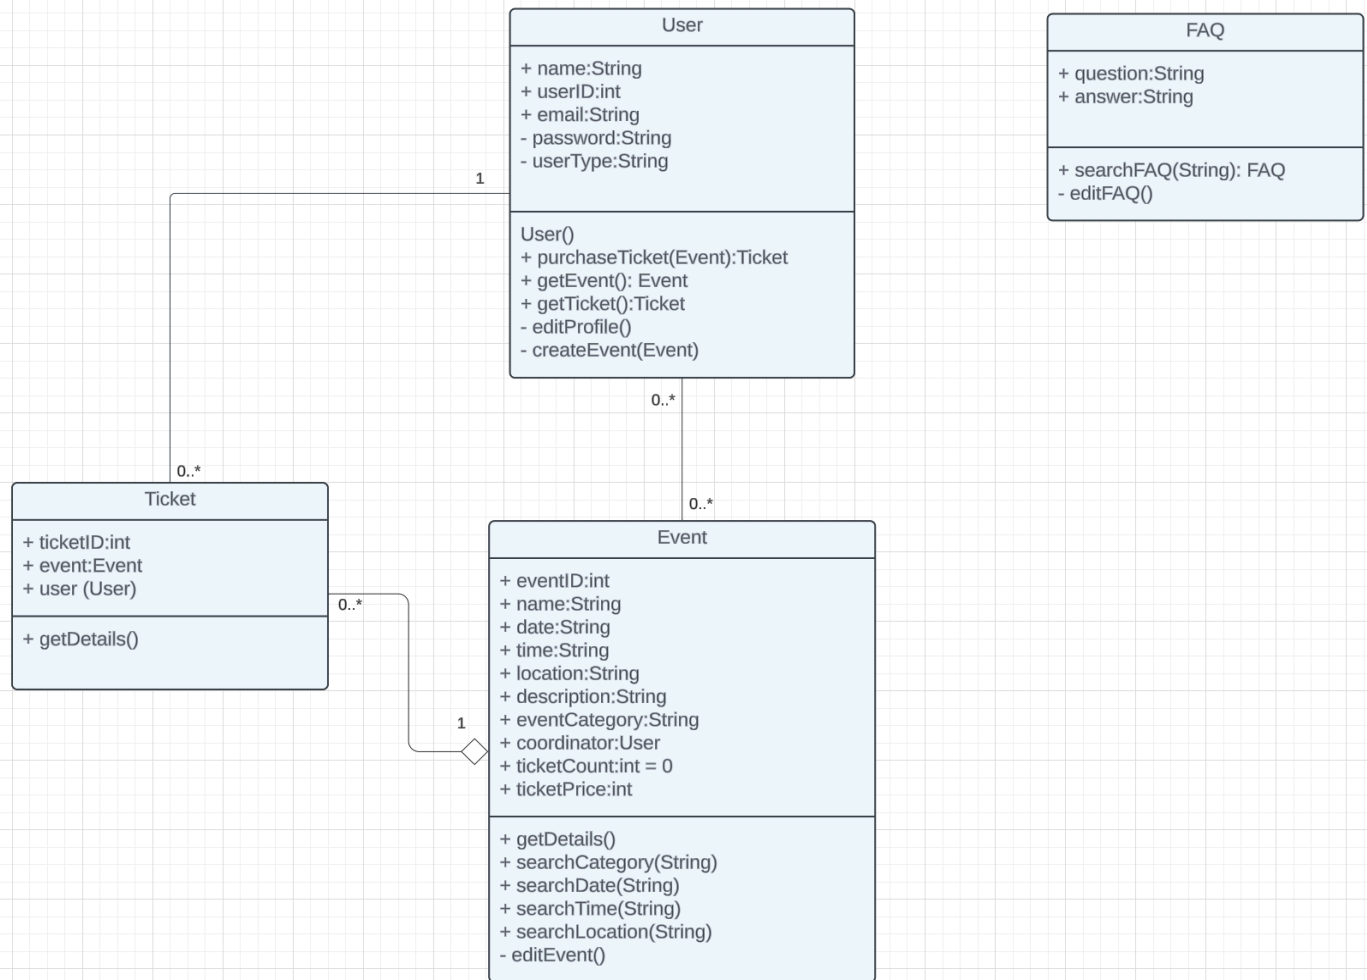 User
+ name:String
+ userID:int
+ email:String
- password:String
- userType:String
User()
+ purchaseTicket(Event):Ticket
+ getEvent(): Event
+ getTicket():Ticket
- editProfile()
- createEvent(Event)
FAQ
+ question:String
+ answer:String
+ searchFAQ(String): FAQ
- editFAQ()
1
0..*
0..*
0..*
Ticket
+ ticketID:int
+ event:Event
+ user (User)
+ getDetails()
0..*
1
Event
+ eventID:int
+ name:String
+ date:String
+ time:String
+ location:String
+ description:String
+ eventCategory:String
+ coordinator:User
+ ticketCount:int = 0
+ ticketPrice:int
+ getDetails()
+ searchCategory(String)
+ searchDate(String)
+ searchTime(String)
+ searchLocation(String)
- editEvent()